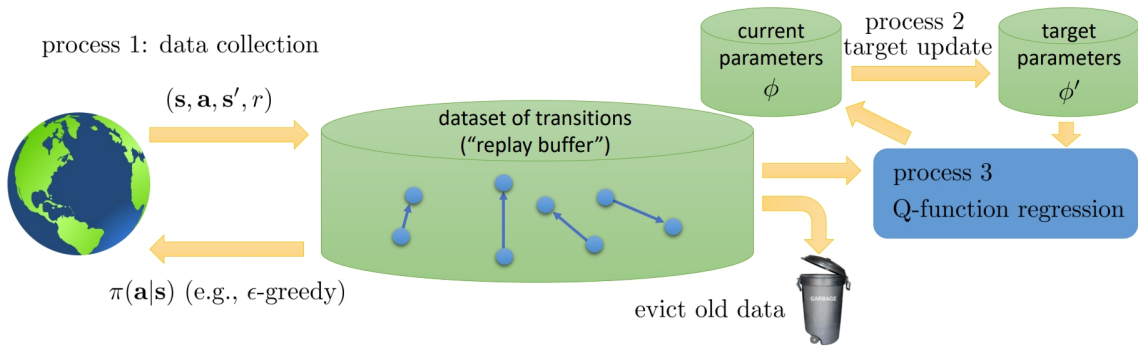 process 1: data collection
(s, a, s′, r)
π(a|s) (e.g., ϵ-greedy)
dataset of transitions
(“replay buffer”)
evict old data
GARBAGE
current
parameters
ϕ
process 2
target update
target
parameters
ϕ′
process 3
Q-function regression